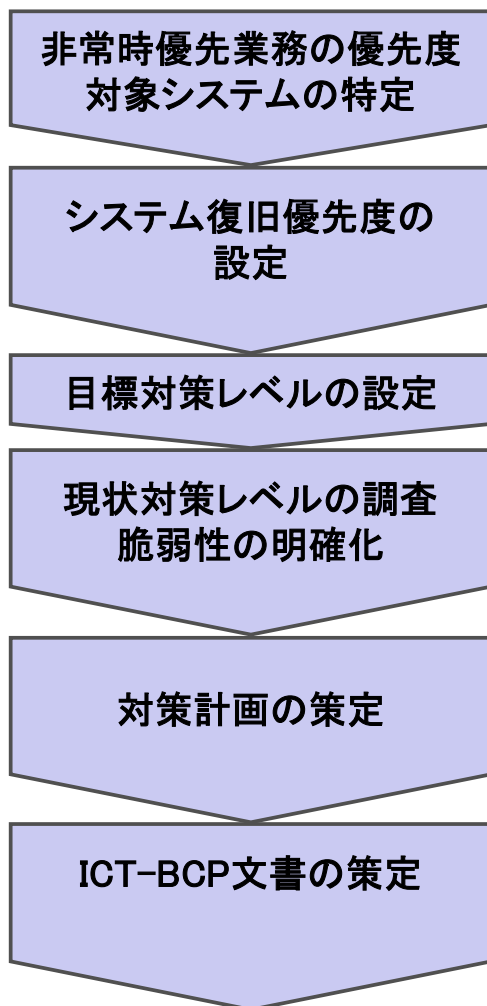 非常時優先業務の優先度
対象システムの特定
システム復旧優先度の
設定
目標対策レベルの設定
現状対策レベルの調査
脆弱性の明確化
対策計画の策定
ICT-BCP文書の策定